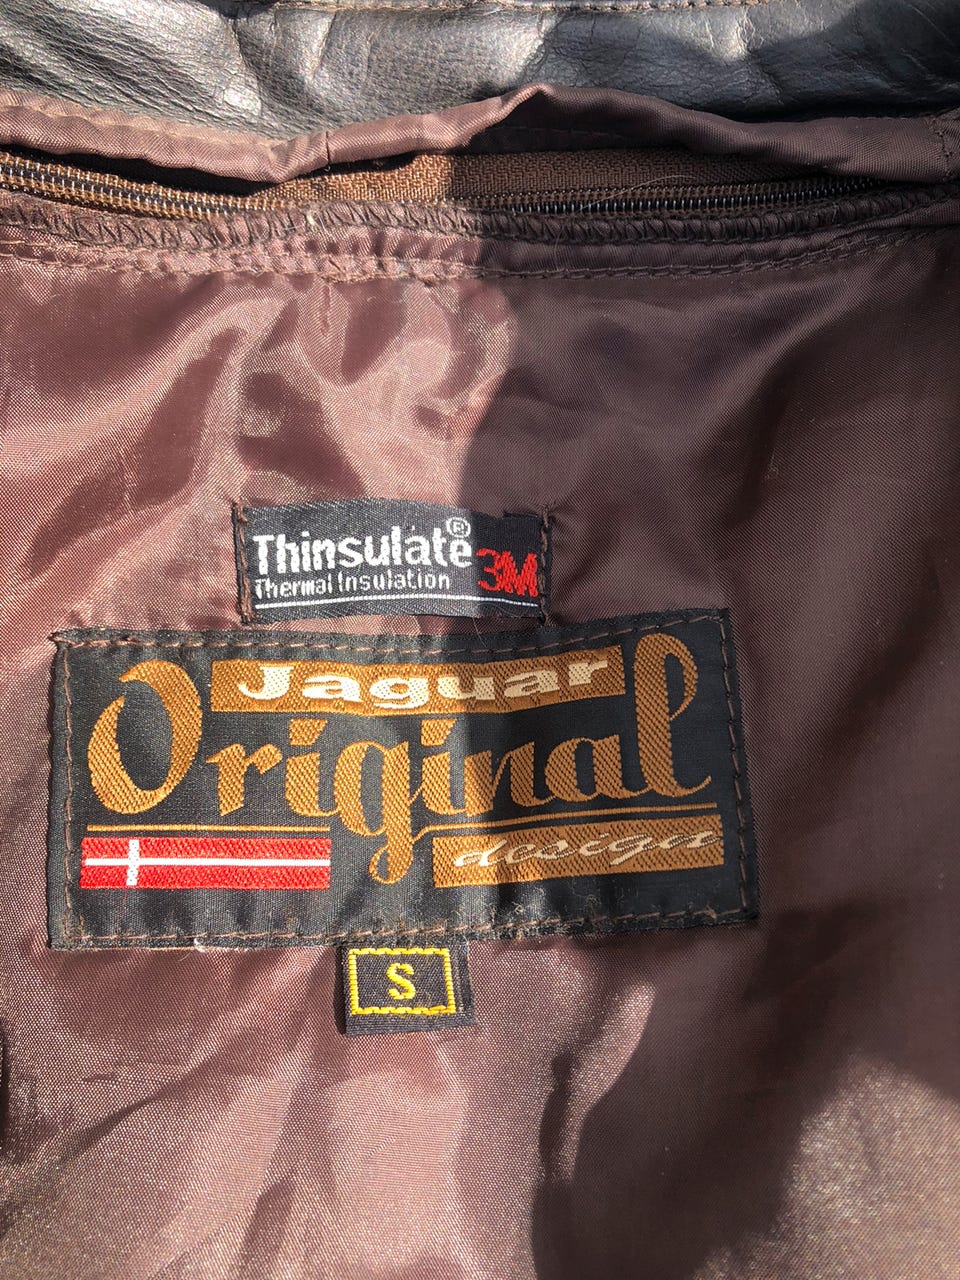 Thinsulate®
Thermal Insulation 3M
Jaguar
Original
design
S